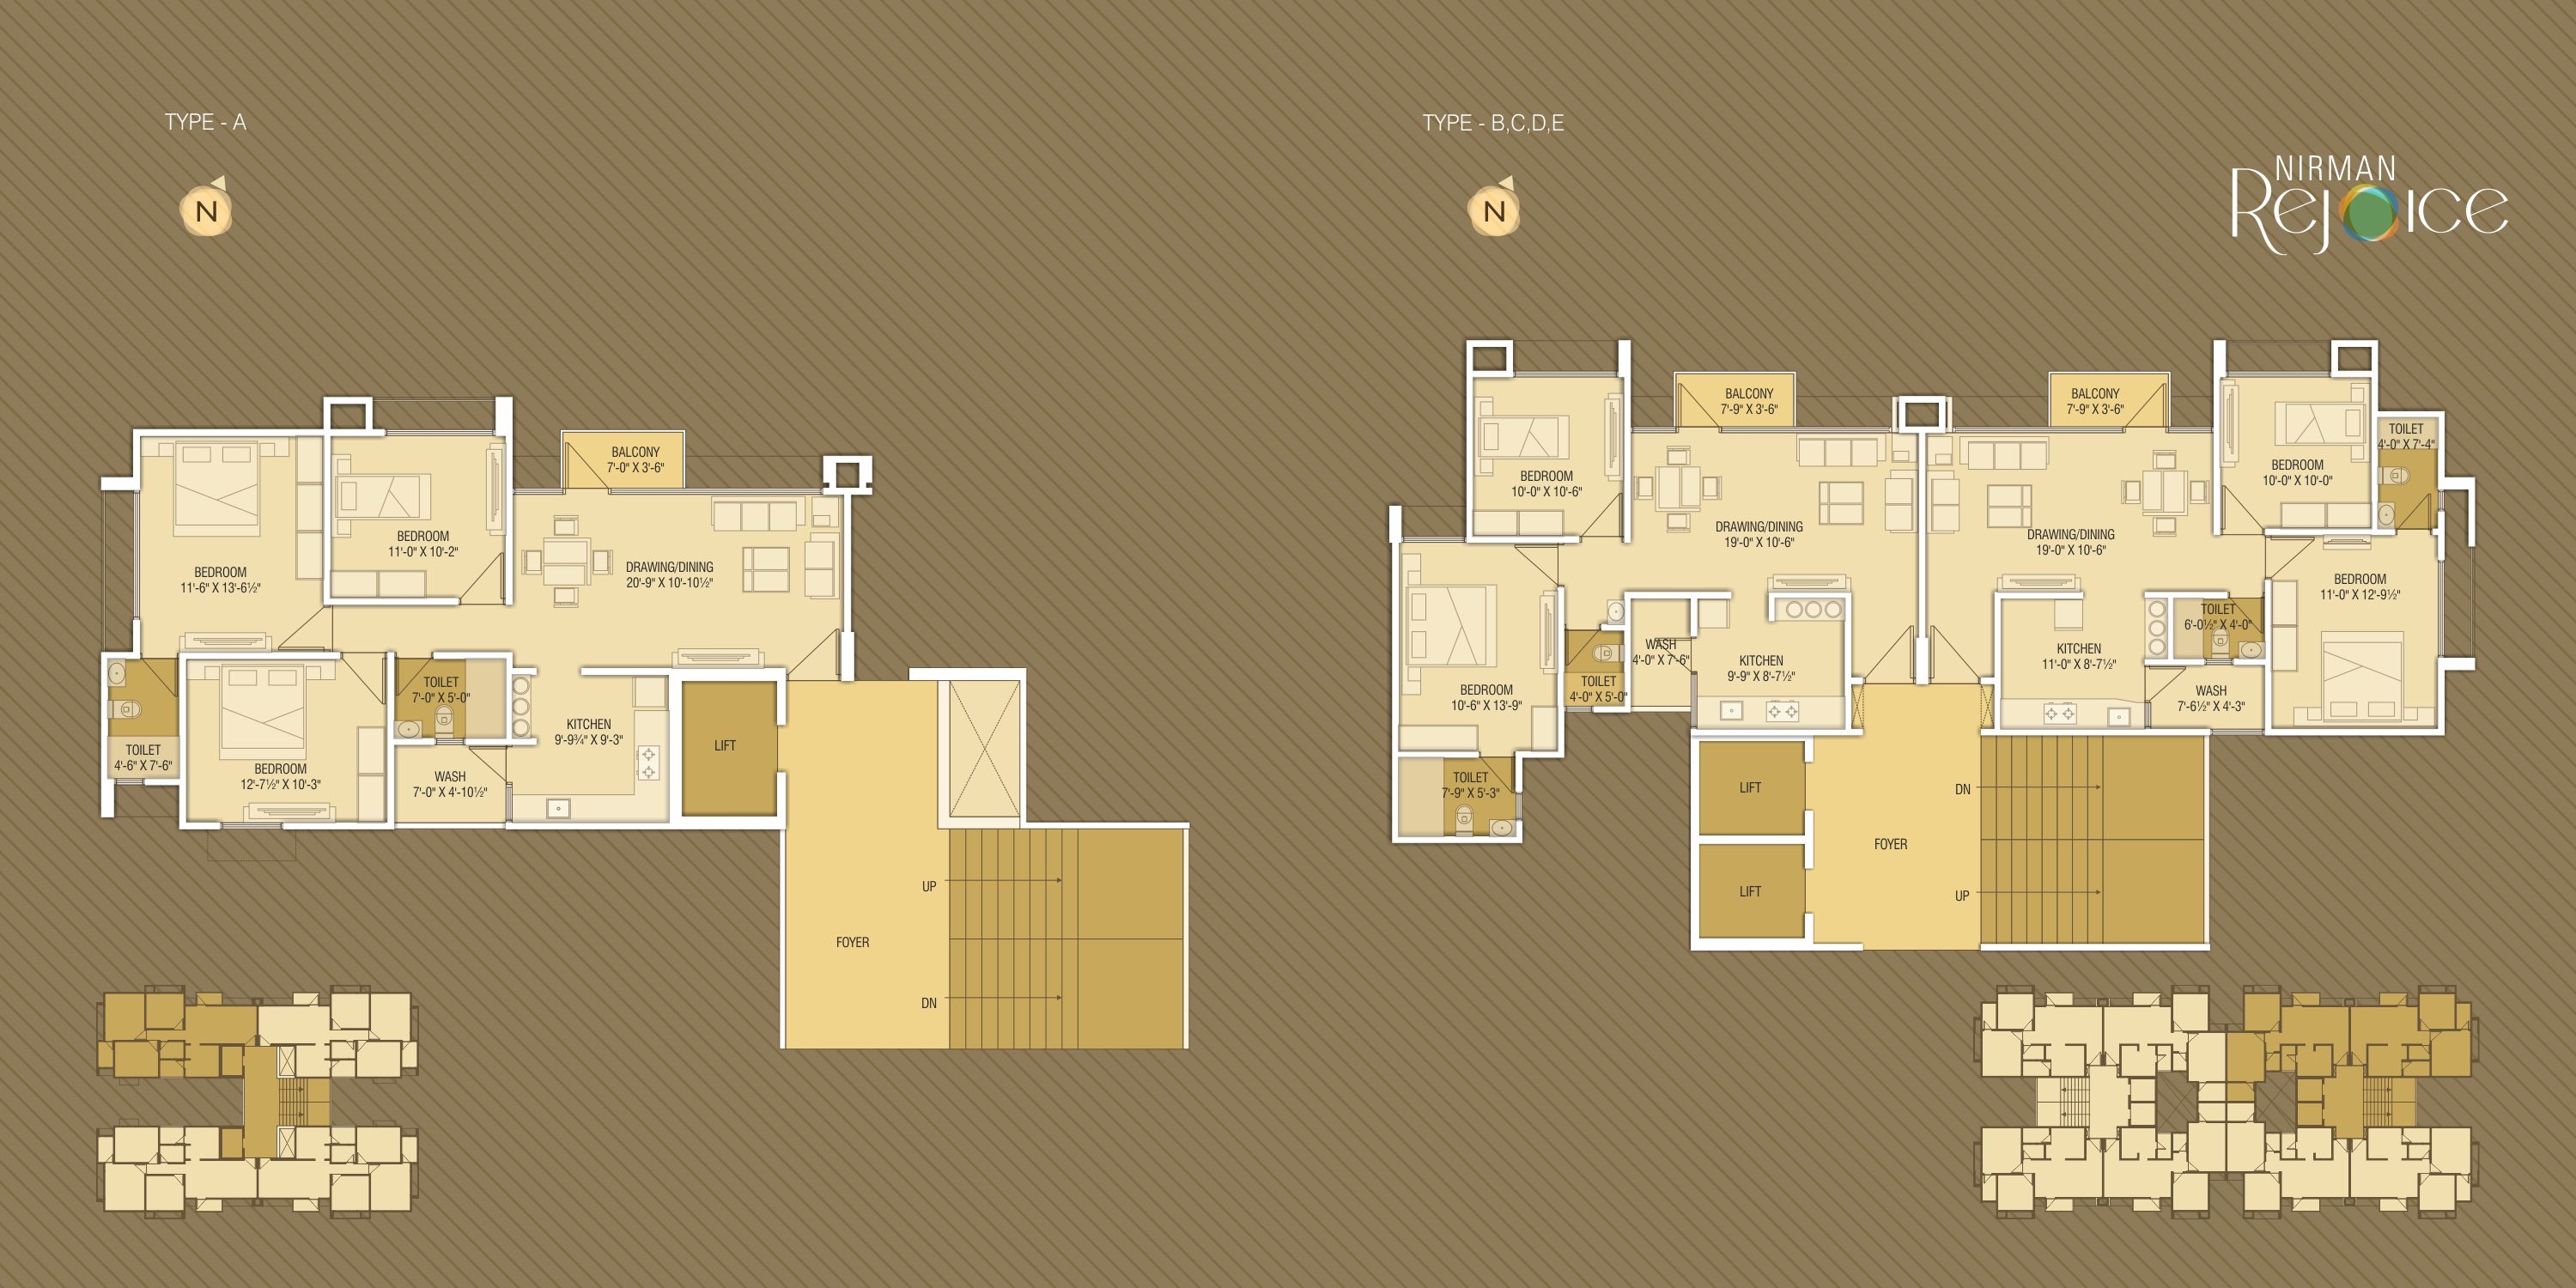 TYPE - A
N
BALCONY
7'-0" X 3'-6"
BEDROOM
11'-0" X 10'-2"
BEDROOM
11'-6" X 13'-6½"
DRAWING/DINING
20'-9" X 10'-10½"
TOILET
7'-0" X 5'-0"
KITCHEN
9'-9¾" X 9'-3"
LIFT
TOILET
4'-6" X 7'-6"
BEDROOM
12'-7½" X 10'-3"
WASH
7'-0" X 4'-10½"
UP
FOYER
DN
TYPE - B,C,D,E
N
NIRMAN
Rejoice
BALCONY
7'-9" X 3'-6"
BALCONY
7'-9" X 3'-6"
TOILET
4'-0" X 7'-4"
BEDROOM
10'-0" X 10'-6"
BEDROOM
10'-0" X 10'-0"
DRAWING/DINING
19'-0" X 10'-6"
DRAWING/DINING
19'-0" X 10'-6"
BEDROOM
11'-0" X 12'-9½"
TOILET
6'-0½" X 4'-0"
WASH
4'-0" X 7'-6"
KITCHEN
9'-9" X 8'-7½"
KITCHEN
11'-0" X 8'-7½"
TOILET
4'-0" X 5'-0"
BEDROOM
10'-6" X 13'-9"
WASH
7'-6½" X 4'-3"
TOILET
7'-9" X 5'-3"
LIFT
DN
FOYER
LIFT
UP